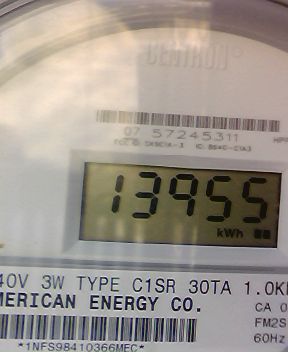 CENTRON
07 57245311
13955
kWh
40V 3W TYPE C1SR 30TA 1.0K
MERICAN ENERGY CO.
CA 0
FM2S
60Hz
*1NFS98410366MEC*